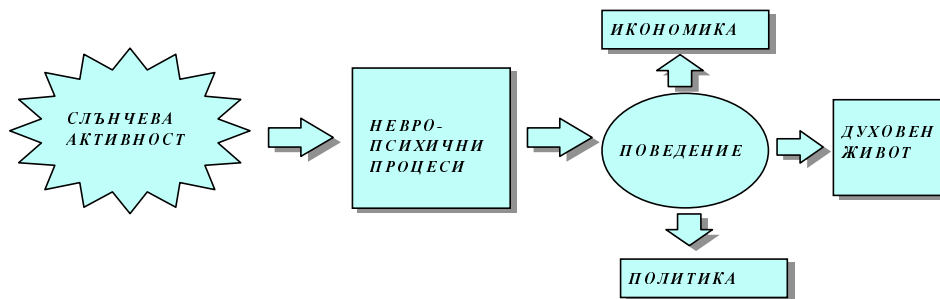 СЛЪНЧЕВА
АКТИВНОСТ
НЕВРО-
ПСИХИЧНИ
ПРОЦЕСИ
ИКОНОМИКА
ПОВЕДЕНИЕ
ПОЛИТИКА
ДУХОВЕН
ЖИВОТ